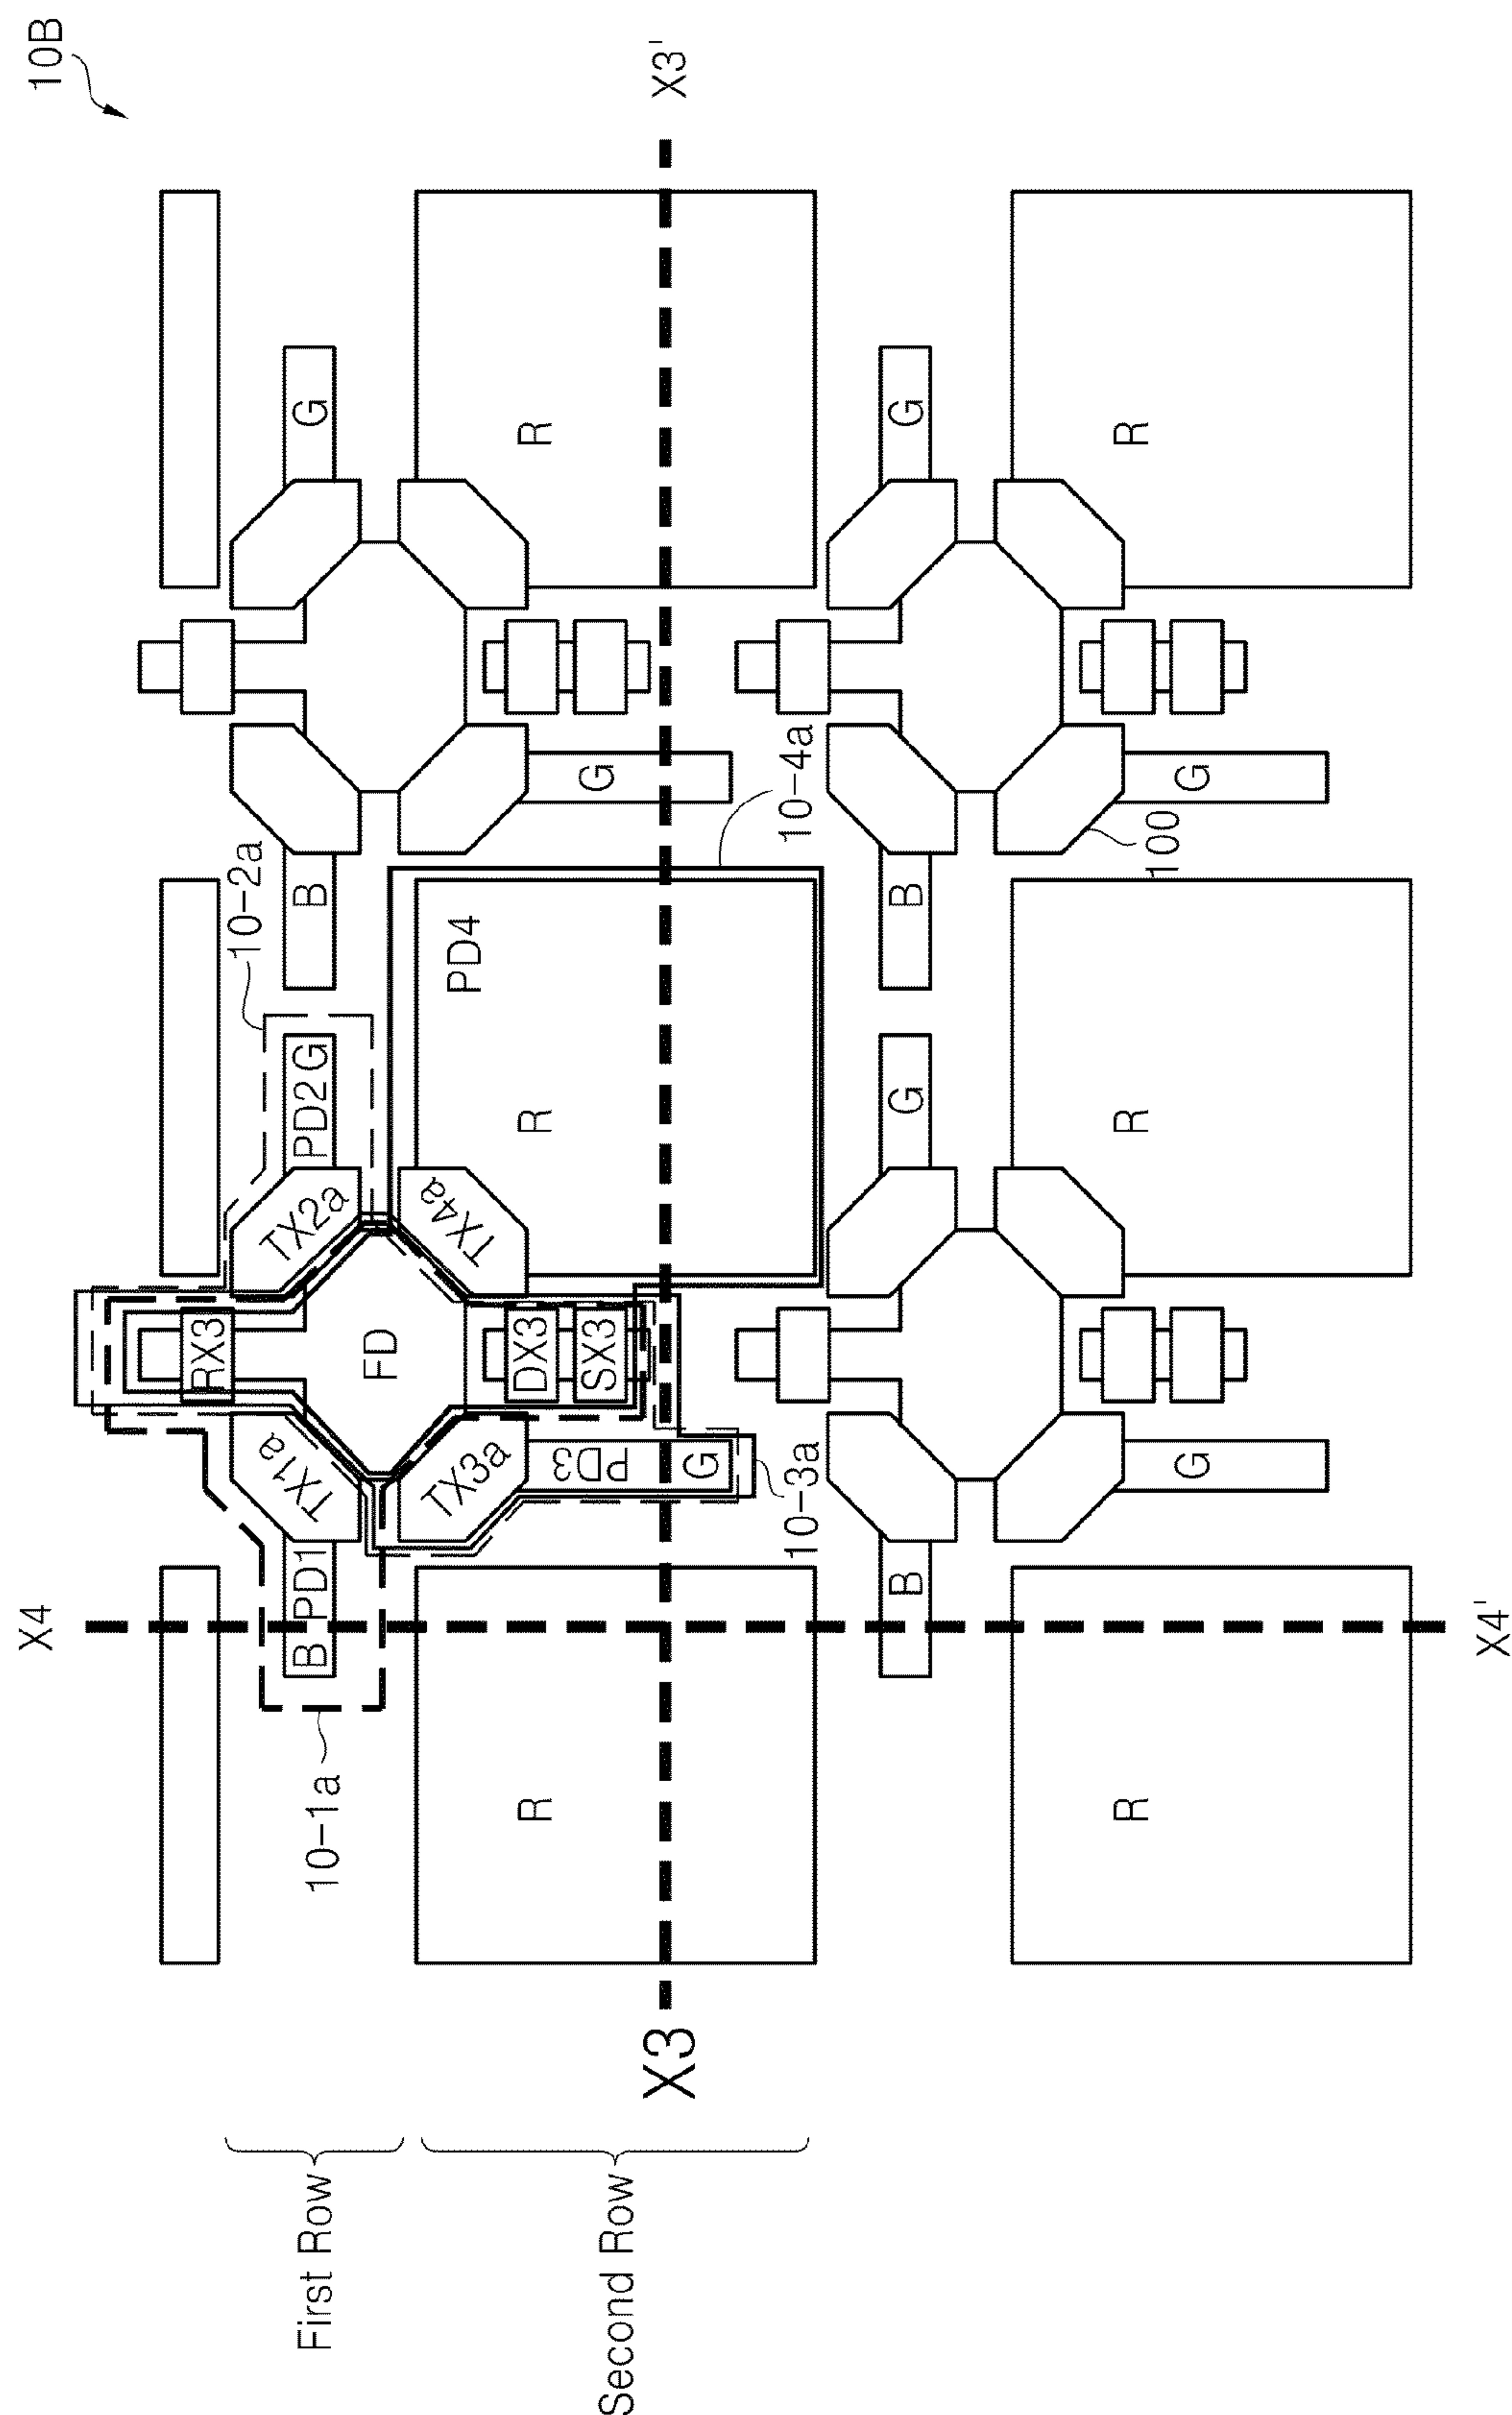 10B
X3'
G
R
G
R
B
G
10-4a
B
G
100
10-2a
PD2 G
PD4
R
TX2a
TX4a
G
R
RX3
FD
DX3
SX3
TX1a
TX3a
PD3
G
10-3a
G
X4
B PD1
B
X4'
10-1a
R
R
X3
First Row
Second Row